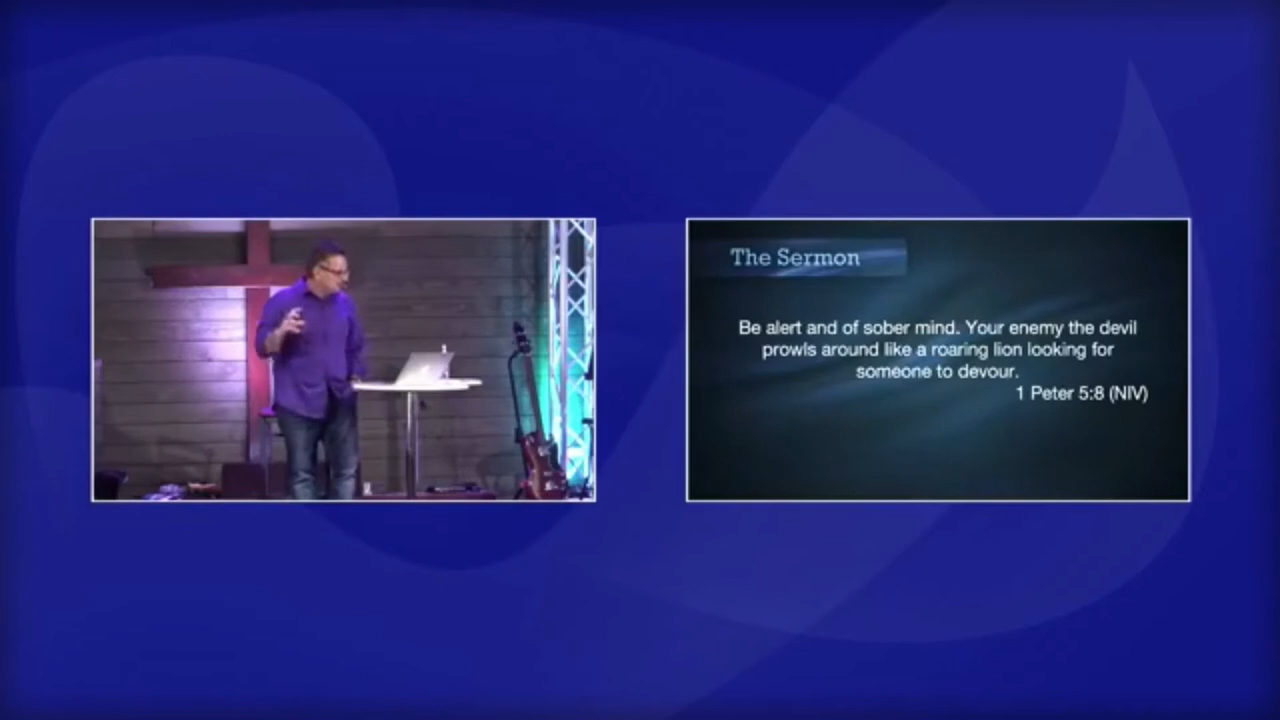 The Sermon
Be alert and of sober mind. Your enemy the devil
prowls around like a roaring lion looking for
someone to devour.
1 Peter 5:8 (NIV)